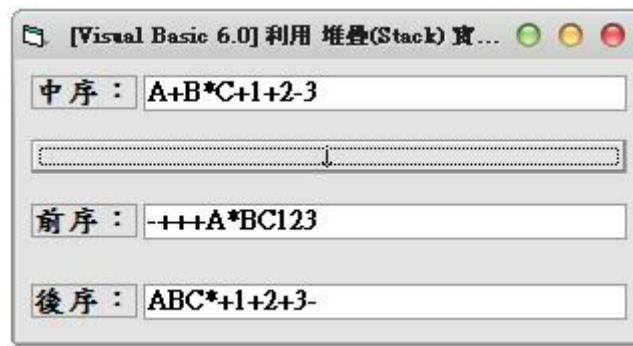 [Visual Basic 6.0] 利用 堆疊(Stack) 實...
中序：
A+B*C+1+2-3
↓
前序：
-+++A*BC123
後序：
ABC*+1+2+3-